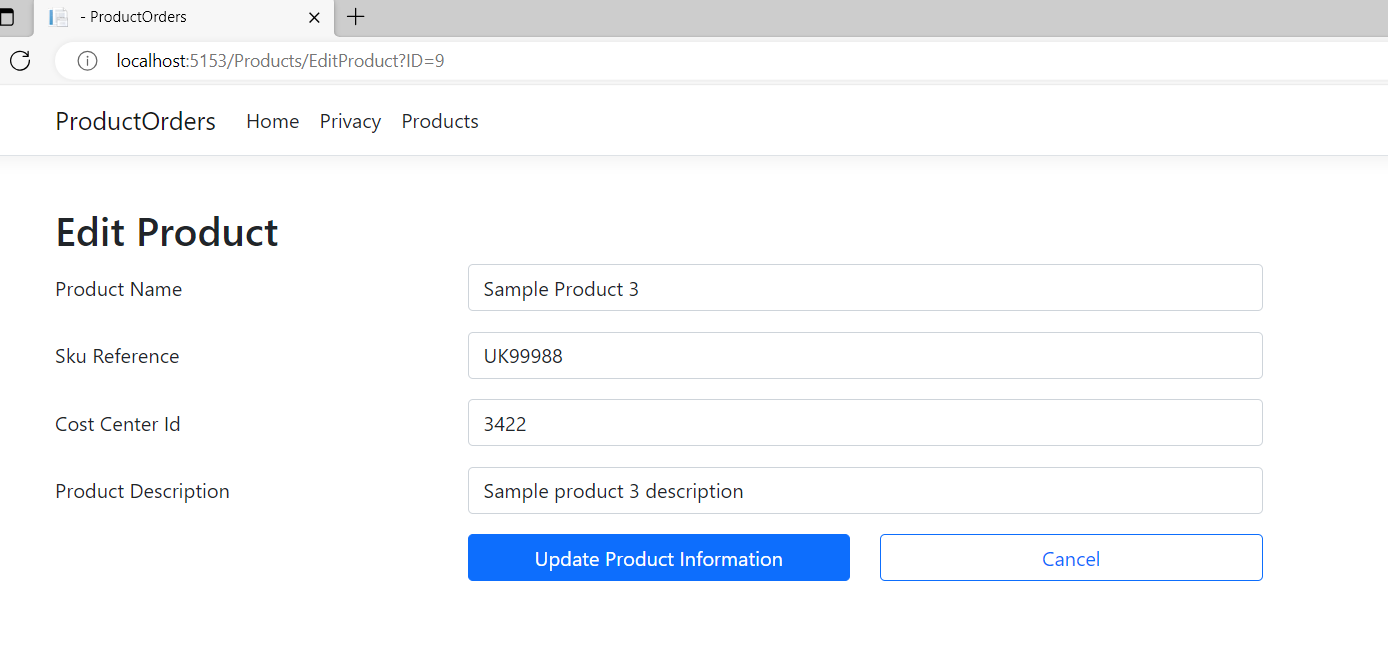 - ProductOrders
localhost:5153/Products/EditProduct?ID=9
ProductOrders Home Privacy Products
Edit Product
Product Name Sample Product 3
Sku Reference UK99988
Cost Center Id 3422
Product Description Sample product 3 description
Update Product Information Cancel